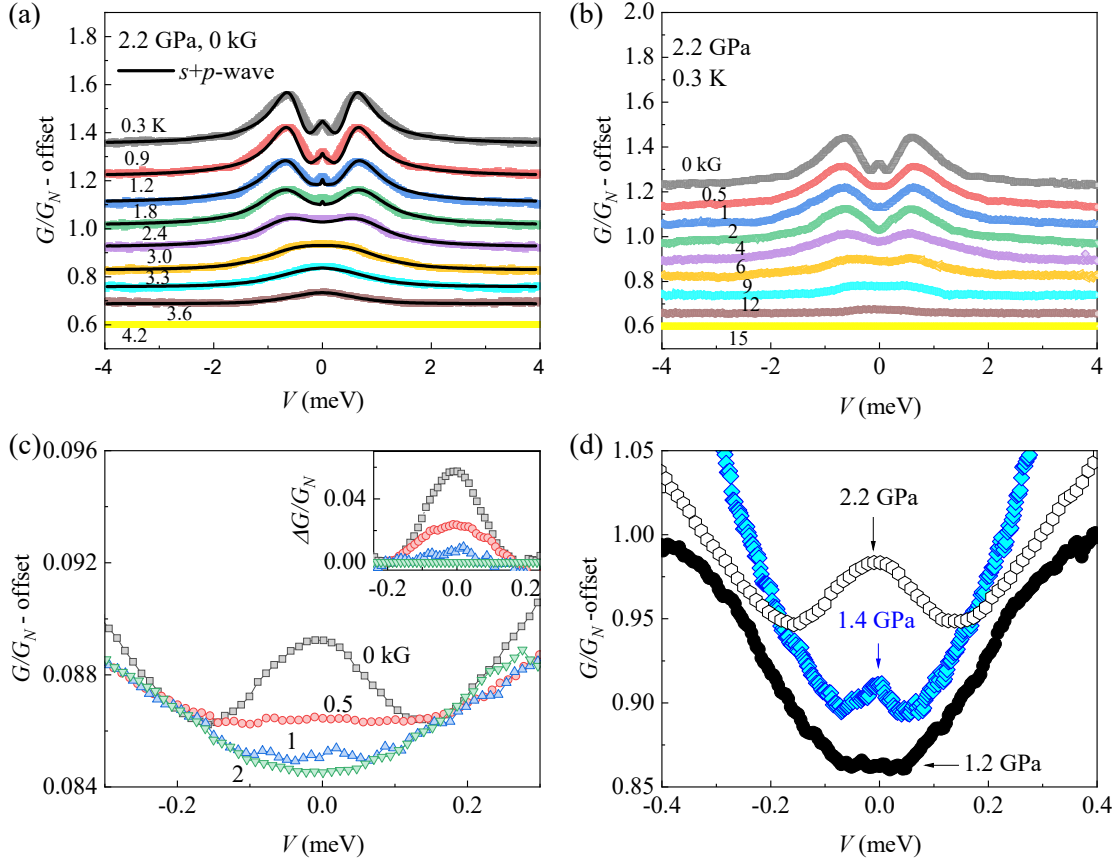 (a)
2.2 GPa, 0 kG
s+p-wave
0.3 K
0.9
1.2
1.8
2.4
3.0
3.3
3.6
4.2
1.8
1.6
1.4
1.2
1.0
0.8
0.6
G/G_N - offset
-4 -2 0 2 4
V (meV)
(b)
2.2 GPa
0.3 K
0 kG
0.5
1
2
4
6
9
12
15
2.0
1.8
1.6
1.4
1.2
1.0
0.8
0.6
G/G_N - offset
-4 -2 0 2 4
V (meV)
(c)
0.096
0.092
0.088
0.084
G/G_N - offset
0 kG
0.5
1
2
-0.2 0.0 0.2
V (meV)
ΔG/G_N
0.04
0.00
-0.2 0.0 0.2
(d)
1.05
1.00
0.95
0.90
0.85
G/G_N -offset
2.2 GPa
1.4 GPa
1.2 GPa
-0.4 -0.2 0.0 0.2 0.4
V (meV)